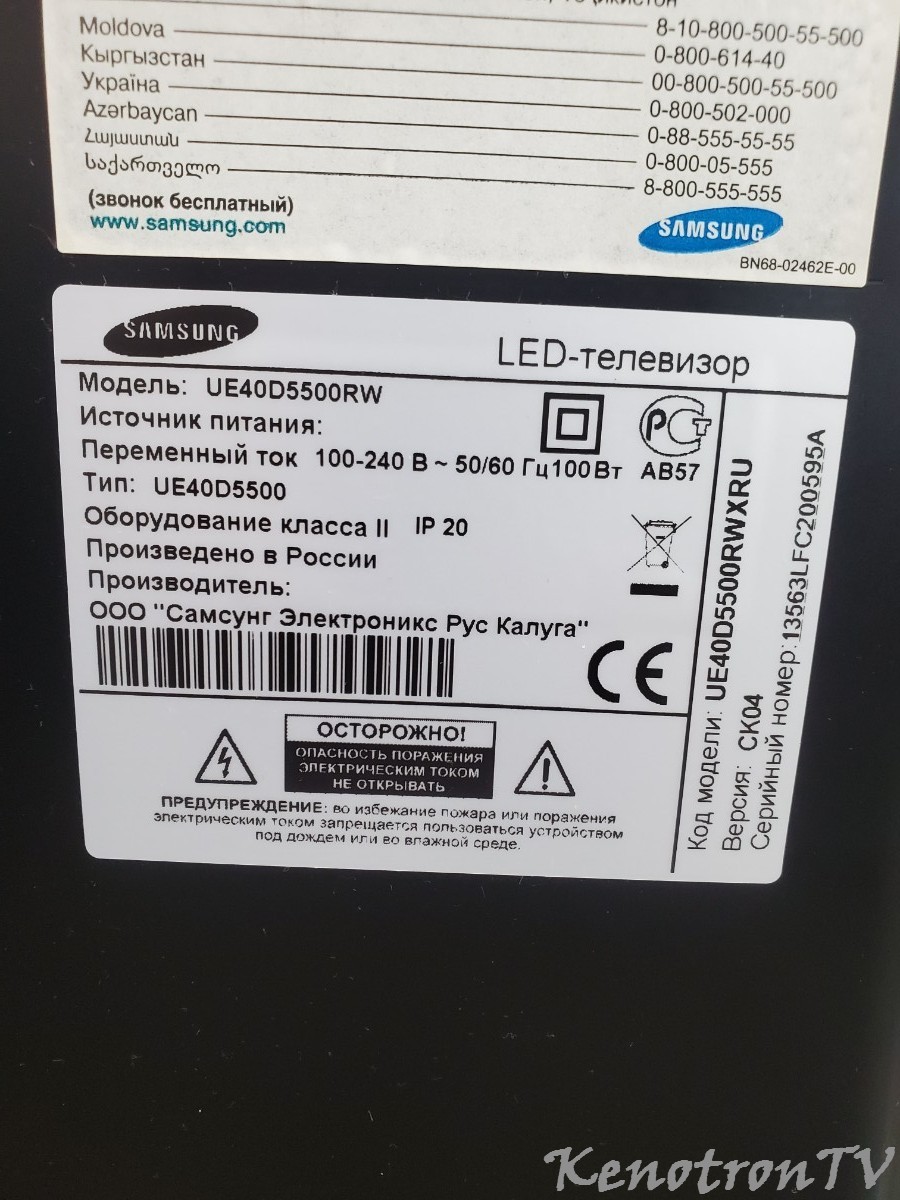 Moldova 8-10-800-500-55-500
Кыргызстан 0-800-614-40
Україна 00-800-500-55-500
Azərbaycan 0-800-502-000
Հայաստան 0-88-555-55-55
საქართველო 0-800-05-555
8-800-555-555
(звонок бесплатный)
www.samsung.com
SAMSUNG
BN68-02462E-00
SAMSUNG
LED-телевизор
Модель: UE40D5500RW
Источник питания:
Переменный ток 100-240 В ~ 50/60 Гц 100Вт
Тип: UE40D5500
Оборудование класса II IP 20
Произведено в России
Производитель:
ООО "Самсунг Электроникс Рус Калуга"
РСТ
АВ57
CE
ОСТОРОЖНО!
ОПАСНОСТЬ ПОРАЖЕНИЯ
ЭЛЕКТРИЧЕСКИМ ТОКОМ
НЕ ОТКРЫВАТЬ
ПРЕДУПРЕЖДЕНИЕ: во избежание пожара или поражения
электрическим током запрещается пользоваться устройством
под дождем или во влажной среде.
Код модели: UE40D5500RWXRU
Версия: CK04
Серийный номер:13563LFC200595A
KenotronTV